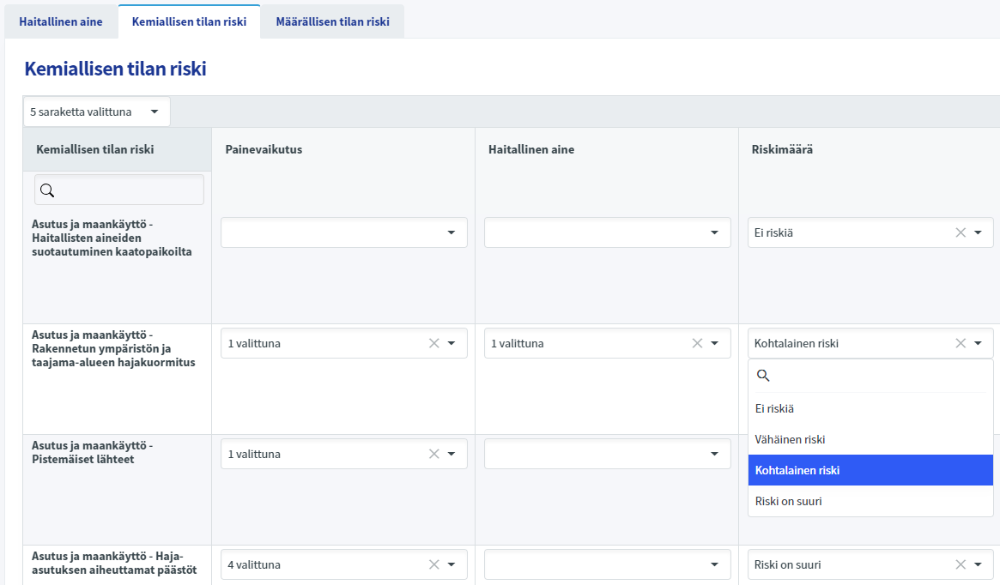 Haitallinen aine
Kemiallisen tilan riski
Määrällisen tilan riski
Kemiallisen tilan riski
5 saraketta valittuna
Kemiallisen tilan riski
Painevaikutus
Haitallinen aine
Riskimäärä
Asutus ja maankäyttö -
Haitallisten aineiden
suotautuminen kaatopaikoilta
Ei riskiä
Asutus ja maankäyttö -
Rakennetun ympäristön ja
taajama-alueen hajakuormitus
1 valittuna
1 valittuna
Kohtalainen riski
Ei riskiä
Vähäinen riski
Kohtalainen riski
Riski on suuri
Asutus ja maankäyttö -
Pistemäiset lähteet
1 valittuna
Asutus ja maankäyttö - Haja-
asutuksen aiheuttamat päästöt
4 valittuna
Riski on suuri